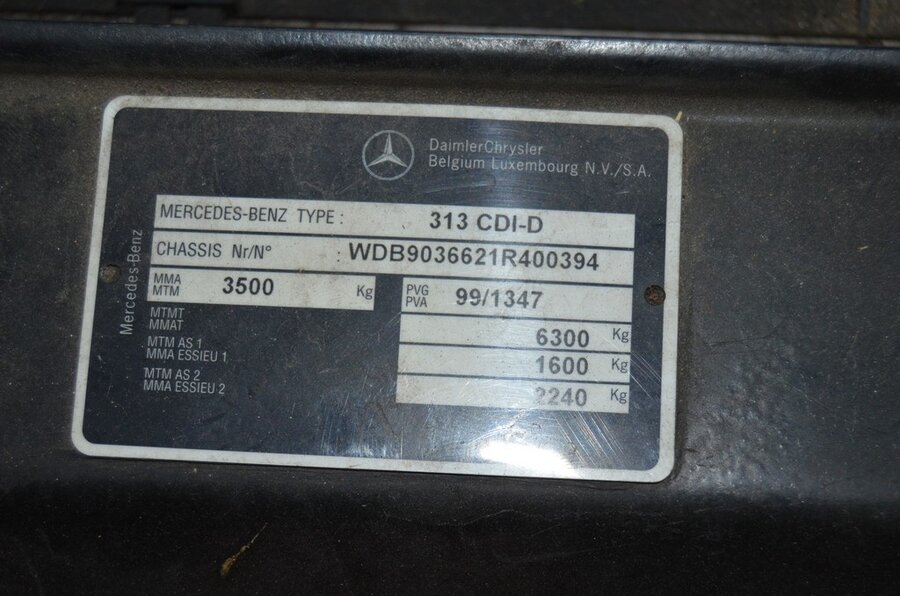 DaimlerChrysler
Belgium Luxembourg N.V./S.A.
Mercedes-Benz
MERCEDES-BENZ TYPE : 313 CDI-D
CHASSIS Nr/N° : WDB9036621R400394
MMA
MTM 3500 Kg
PVG
PVA 99/1347
MTMT
MMAT 6300 Kg
MTM AS 1
MMA ESSIEU 1 1600 Kg
MTM AS 2
MMA ESSIEU 2 2240 Kg